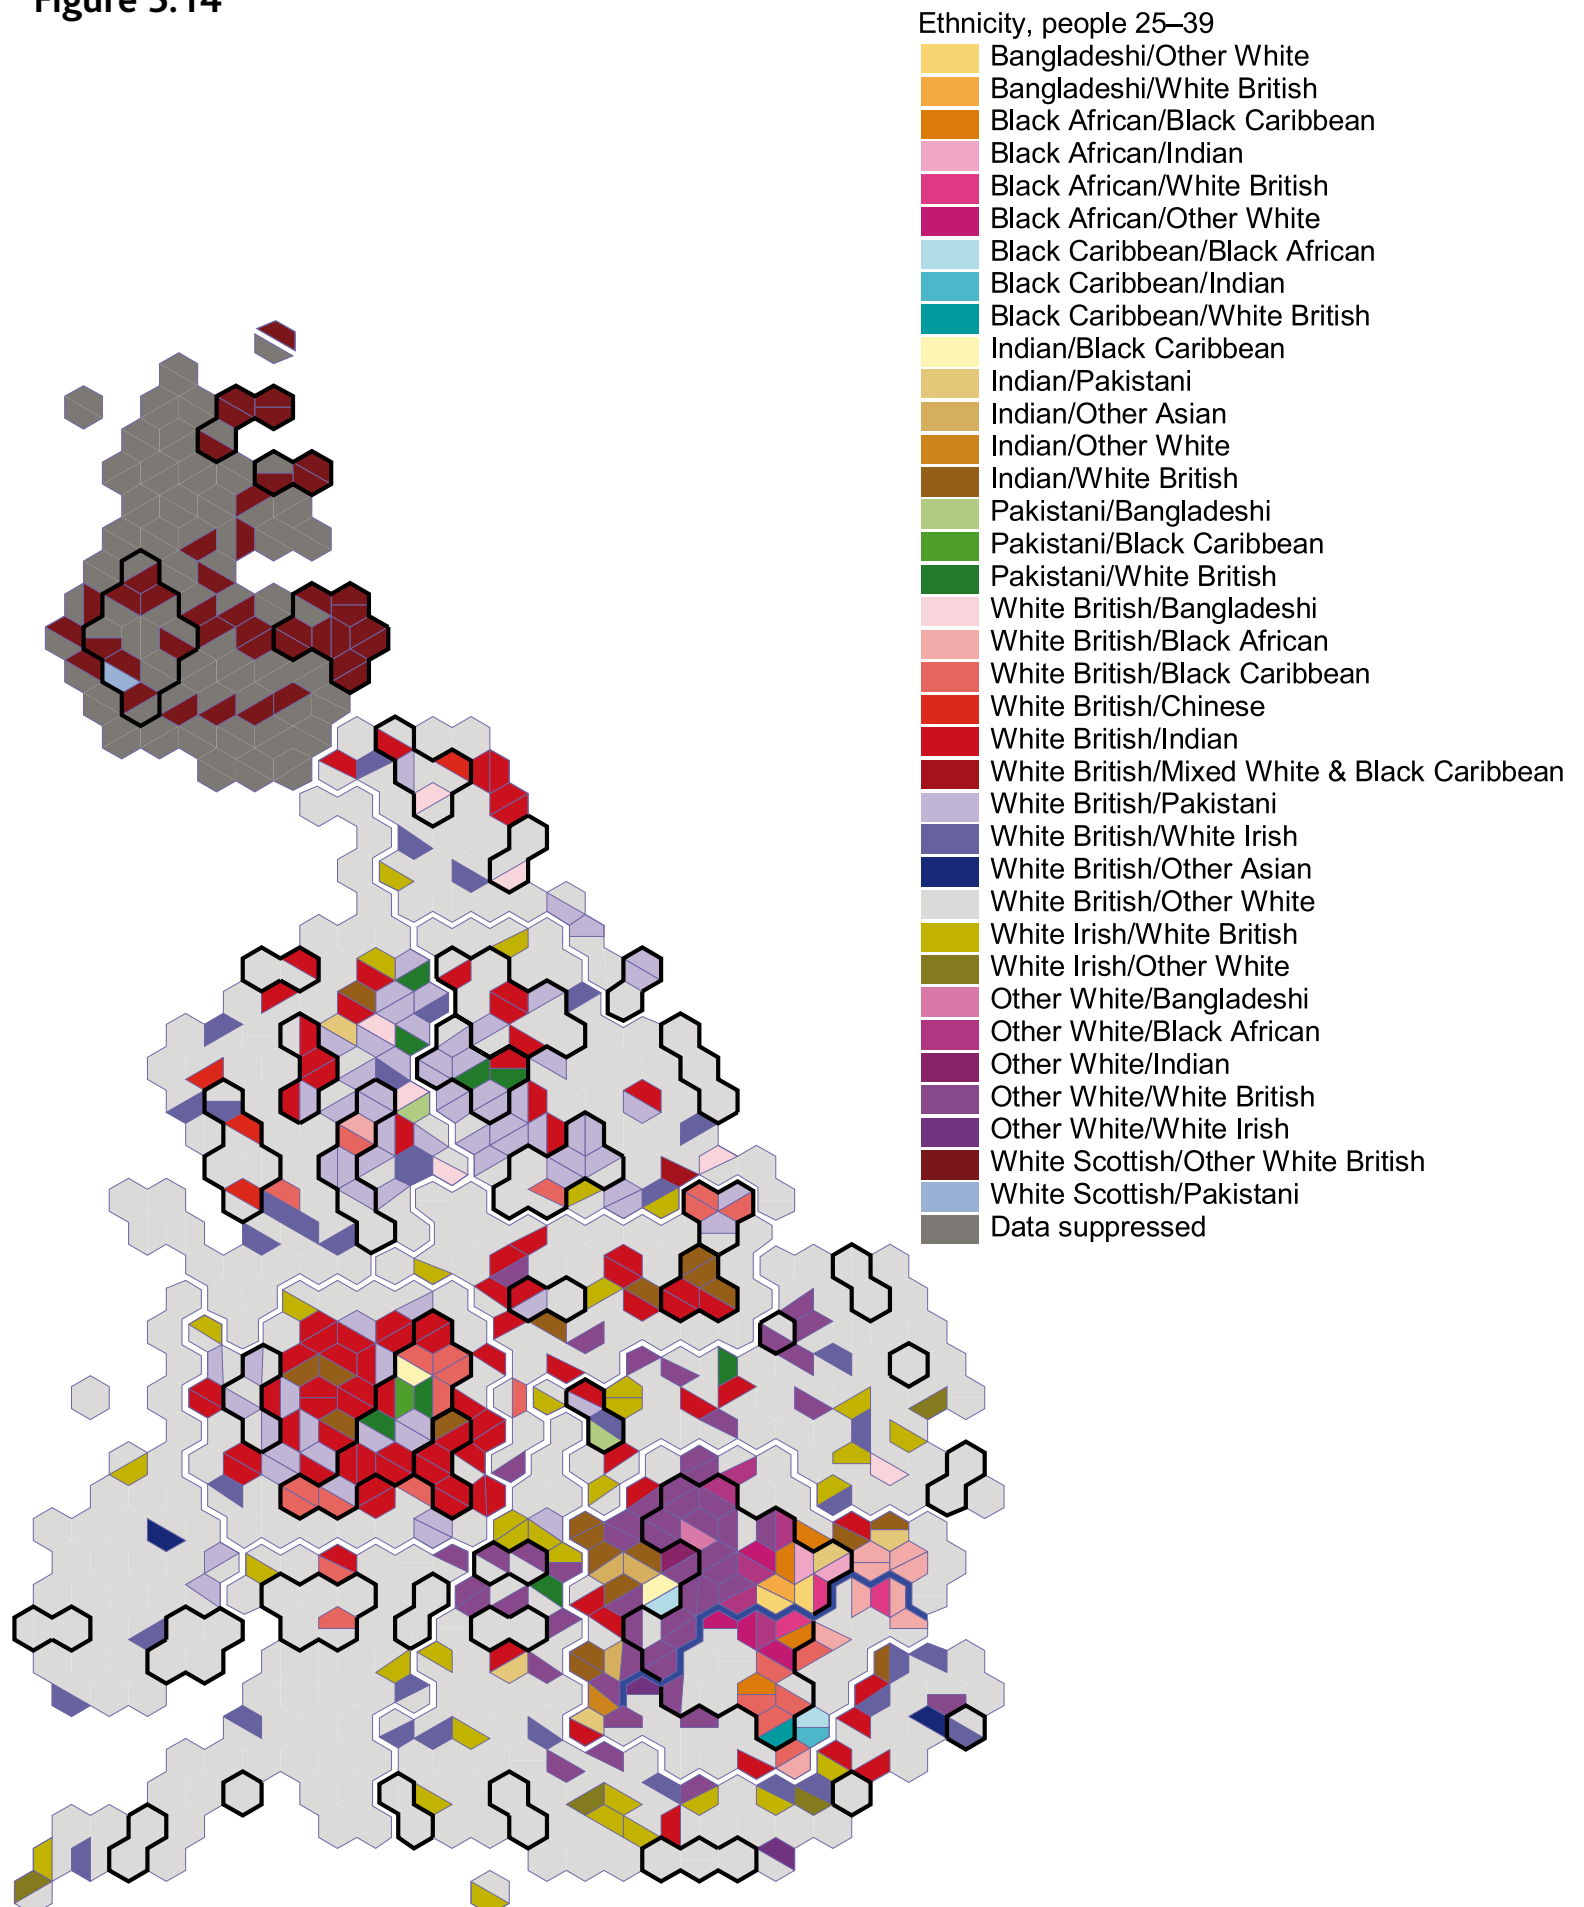 Figure 5.14
Ethnicity, people 25–39
Bangladeshi/Other White
Bangladeshi/White British
Black African/Black Caribbean
Black African/Indian
Black African/White British
Black African/Other White
Black Caribbean/Black African
Black Caribbean/Indian
Black Caribbean/White British
Indian/Black Caribbean
Indian/Pakistani
Indian/Other Asian
Indian/Other White
Indian/White British
Pakistani/Bangladeshi
Pakistani/Black Caribbean
Pakistani/White British
White British/Bangladeshi
White British/Black African
White British/Black Caribbean
White British/Chinese
White British/Indian
White British/Mixed White & Black Caribbean
White British/Pakistani
White British/White Irish
White British/Other Asian
White British/Other White
White Irish/White British
White Irish/Other White
Other White/Bangladeshi
Other White/Black African
Other White/Indian
Other White/White British
Other White/White Irish
White Scottish/Other White British
White Scottish/Pakistani
Data suppressed